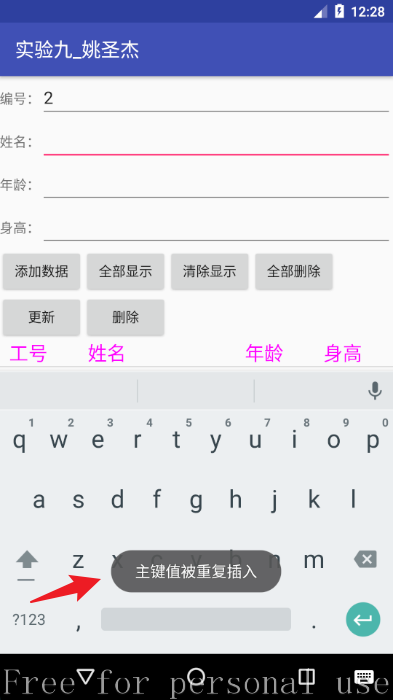 12:28
实验九_姚圣杰
编号: 2
姓名:
年龄:
身高:
添加数据 全部显示 清除显示 全部删除
更新 删除
工号 姓名 年龄 身高
1 2 3 4 5 6 7 8 9 0
q w e r t y u i o p
a s d f g h j k l
z x c v b n m
主键值被重复插入
?123 , .
Free for personal use